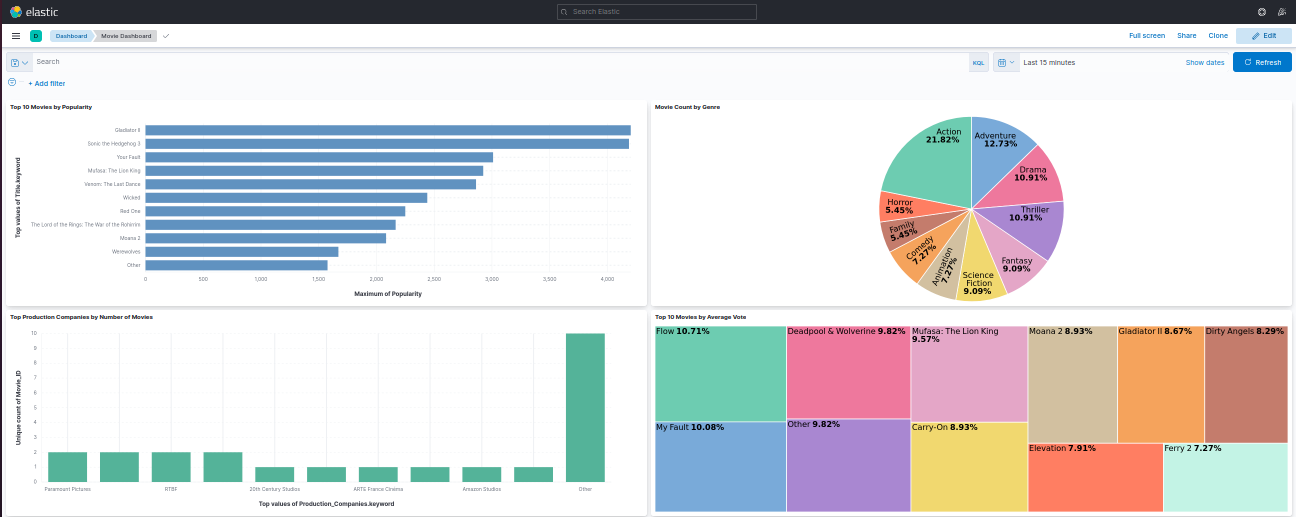 elastic
Search Elastic
D
Dashboard
Movie Dashboard
Full screen
Share
Clone
Edit
Search
KQL
Last 15 minutes
Show dates
Refresh
+ Add filter
Top 10 Movies by Popularity
Top values of Title.keyword
Gladiator II
Sonic the Hedgehog 3
Your Fault
Mufasa: The Lion King
Venom: The Last Dance
Wicked
Red One
The Lord of the Rings: The War of the Rohirrim
Moana 2
Werewolves
Other
0 500 1,000 1,500 2,000 2,500 3,000 3,500 4,000
Maximum of Popularity
Movie Count by Genre
Action
21.82%
Adventure
12.73%
Drama
10.91%
Thriller
10.91%
Fantasy
9.09%
Science
Fiction
9.09%
Animation
7.27%
Comedy
7.27%
Family
5.45%
Horror
5.45%
Top Production Companies by Number of Movies
Unique count of Movie_ID
10
9
8
7
6
5
4
3
2
1
0
Paramount Pictures
RTBF
20th Century Studios
ARTE France Cinéma
Amazon Studios
Other
Top values of Production_Companies.keyword
Top 10 Movies by Average Vote
Flow 10.71%
My Fault 10.08%
Deadpool & Wolverine 9.82%
Other 9.82%
Mufasa: The Lion King
9.57%
Carry-On 8.93%
Moana 2 8.93%
Gladiator II 8.67%
Dirty Angels 8.29%
Elevation 7.91%
Ferry 2 7.27%